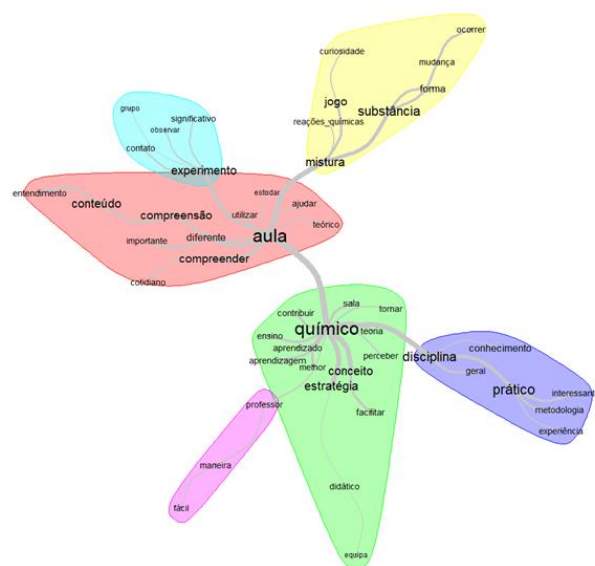 ocorrer
curiosidade
mudança
forma
jogo
substância
reações_químicas
mistura
grupo
significativo
observar
contato
experimento
entendimento
conteúdo
estudar
ajudar
compreensão
utilizar
teórico
importante
diferente
aula
compreender
cotidiano
contribuir
sala
tornar
químico
teoria
ensino
aprendizado
aprendizagem
perceber
melhor
conceito
estratégia
facilitar
didático
equipa
disciplina
conhecimento
geral
prático
interessant
metodologia
experiência
professor
maneira
fácil